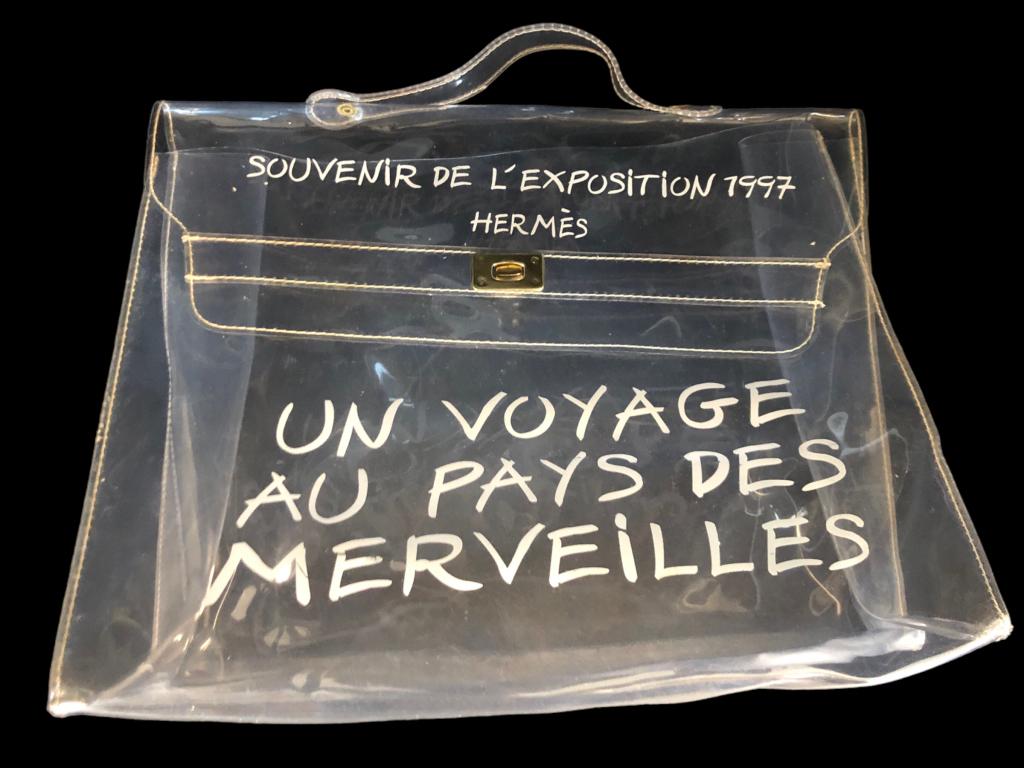 SOUVENIR DE L'EXPOSITION 1997
HERMÈS
UN VOYAGE
AU PAYS DES
MERVEILLES